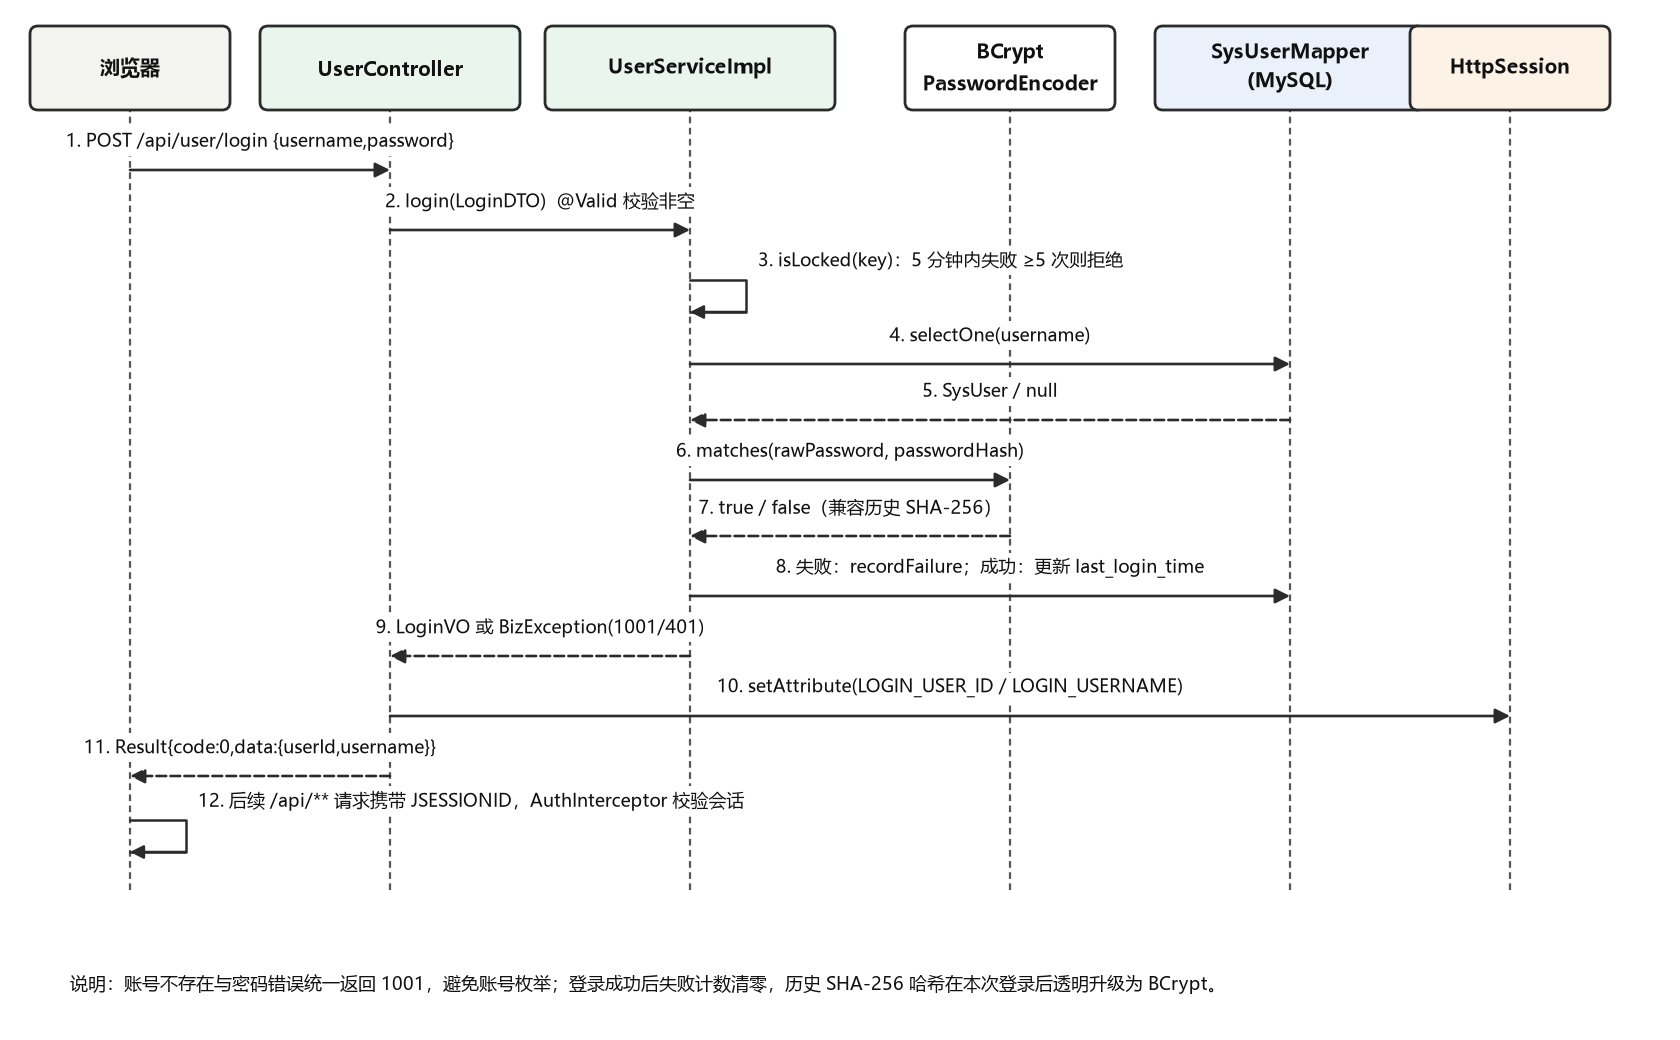 浏览器
UserController
UserServiceImpl
BCrypt
PasswordEncoder
SysUserMapper
(MySQL)
HttpSession
1. POST /api/user/login {username,password}
2. login(LoginDTO)  @Valid 校验非空
3. isLocked(key)：5 分钟内失败 ≥5 次则拒绝
4. selectOne(username)
5. SysUser / null
6. matches(rawPassword, passwordHash)
7. true / false（兼容历史 SHA-256）
8. 失败：recordFailure；成功：更新 last_login_time
9. LoginVO 或 BizException(1001/401)
10. setAttribute(LOGIN_USER_ID / LOGIN_USERNAME)
11. Result{code:0,data:{userId,username}}
12. 后续 /api/** 请求携带 JSESSIONID，AuthInterceptor 校验会话
说明：账号不存在与密码错误统一返回 1001，避免账号枚举；登录成功后失败计数清零，历史 SHA-256 哈希在本次登录后透明升级为 BCrypt。